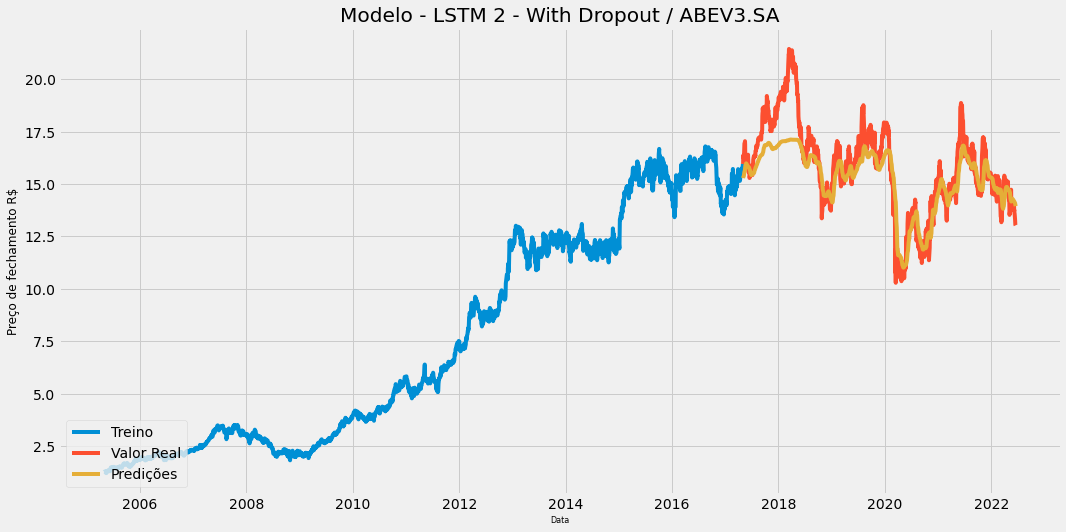 Modelo - LSTM 2 - With Dropout / ABEV3.SA
Preço de fechamento R$
20.0
17.5
15.0
12.5
10.0
7.5
5.0
2.5
Treino
Valor Real
Predições
2006 2008 2010 2012 2014 2016 2018 2020 2022
Data